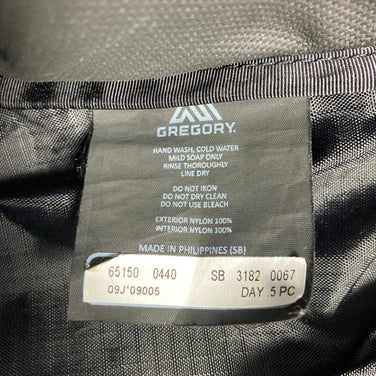 GREGORY.
HAND WASH, COLD WATER
MILD SOAP ONLY
RINSE THOROUGHLY
LINE DRY
DO NOT IRON
DO NOT DRY CLEAN
DO NOT USE BLEACH
EXTERIOR NYLON 100%
INTERIOR NYLON 100%
MADE IN PHILIPPINES (SB)
65150 0440 SB 3182 0067
09J*09005 DAY .5 PC